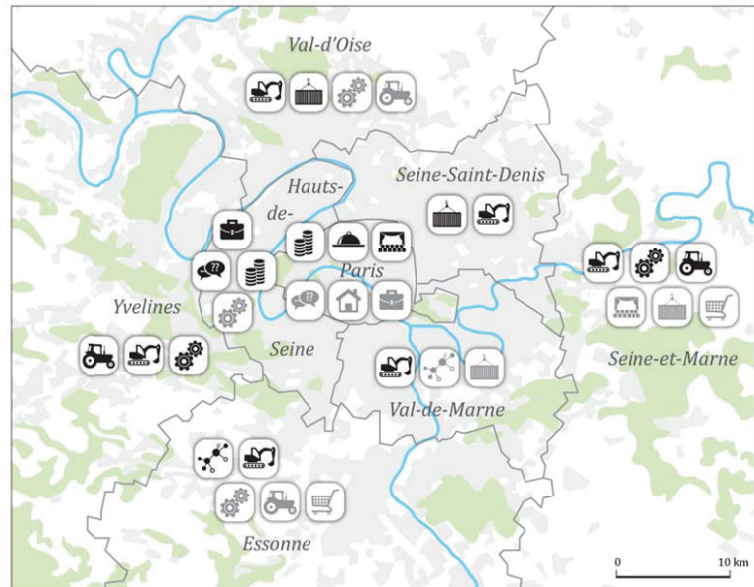 Val-d'Oise
Hauts-
de-
Seine-Saint-Denis
??
Paris
??
Yvelines
Seine
Seine-et-Marne
Val-de-Marne
Essonne
0 10 km